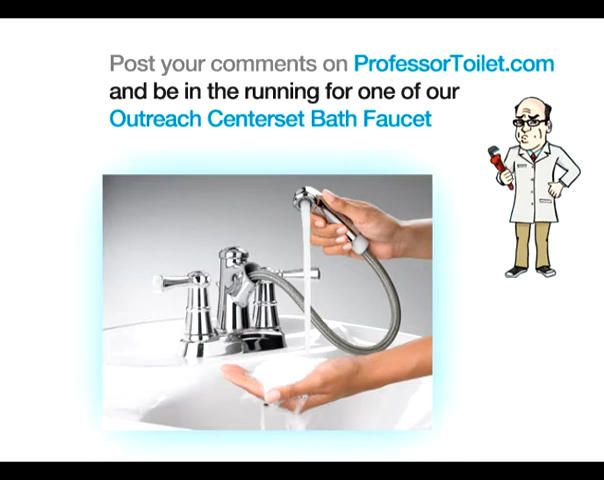 Post your comments on ProfessorToilet.com
and be in the running for one of our
Outreach Centerset Bath Faucet